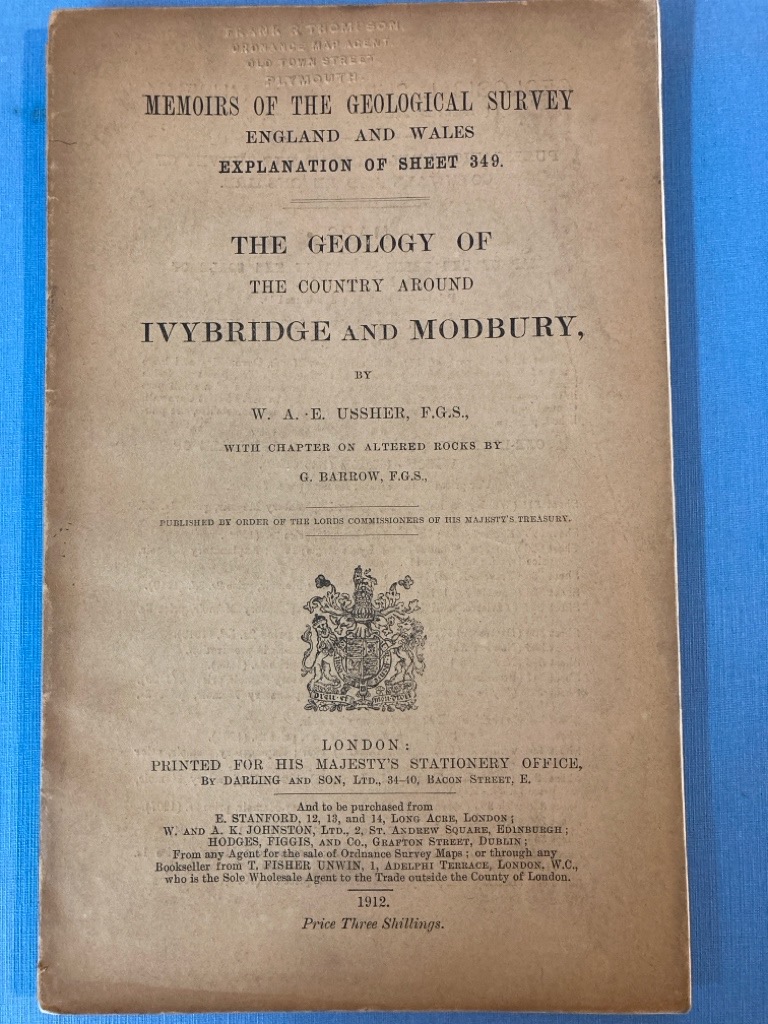 FRANK R THOMPSON,
ORDNANCE MAP AGENT
OLD TOWN STREET
PLYMOUTH.
MEMOIRS OF THE GEOLOGICAL SURVEY
ENGLAND AND WALES
EXPLANATION OF SHEET 349.
THE GEOLOGY OF
THE COUNTRY AROUND
IVYBRIDGE AND MODBURY,
BY
W. A. E. USSHER, F.G.S.,
WITH CHAPTER ON ALTERED ROCKS BY
G. BARROW, F.G.S.,
PUBLISHED BY ORDER OF THE LORDS COMMISSIONERS OF HIS MAJESTY'S TREASURY.
LONDON:
PRINTED FOR HIS MAJESTY'S STATIONERY OFFICE,
BY DARLING AND SON, LTD., 34-40, BACON STREET, E.
And to be purchased from
E. STANFORD, 12, 13, and 14, LONG ACRE, LONDON;
W. AND A. K. JOHNSTON, LTD., 2, ST. ANDREW SQUARE, EDINBURGH;
HODGES, FIGGIS, AND CO., GRAFTON STREET, DUBLIN;
From any Agent for the sale of Ordnance Survey Maps; or through any
Bookseller from T. FISHER UNWIN, 1, ADELPHI TERRACE, LONDON, W.C.,
who is the Sole Wholesale Agent to the Trade outside the County of London.
1912.
Price Three Shillings.